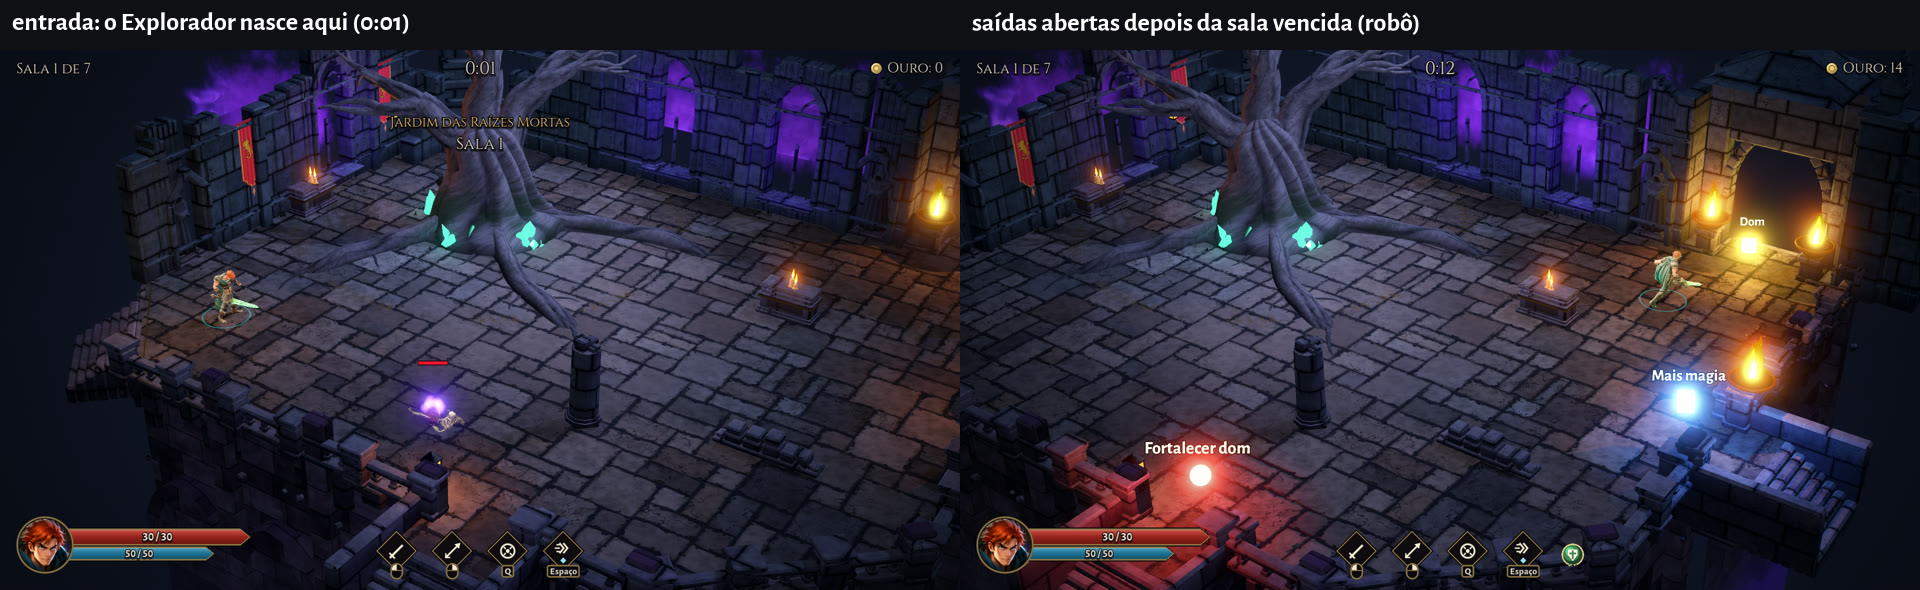 entrada: o Explorador nasce aqui (0:01)
Sala 1 de 7
0:01
Ouro: 0
Jardim das Raízes Mortas
Sala 1
30/30
50/50
Q
Espaço
saídas abertas depois da sala vencida (robô)
Sala 1 de 7
0:12
Ouro: 14
Dom
Mais magia
Fortalecer dom
30/30
50/50
Q
Espaço